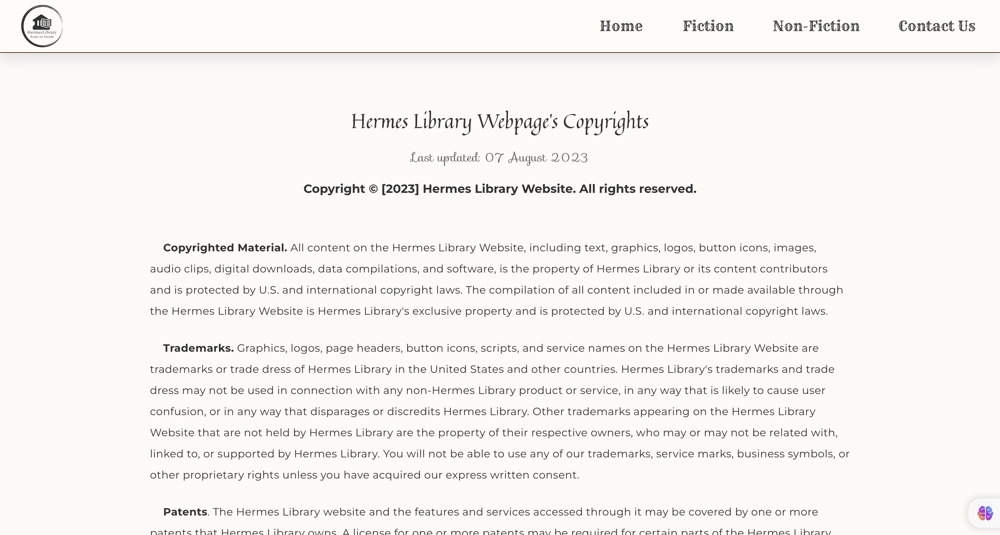 HermesLibrary
Books are friends
Home Fiction Non-Fiction Contact Us
Hermes Library Webpage's Copyrights
Last updated: 07 August 2023
Copyright © [2023] Hermes Library Website. All rights reserved.
Copyrighted Material. All content on the Hermes Library Website, including text, graphics, logos, button icons, images,
audio clips, digital downloads, data compilations, and software, is the property of Hermes Library or its content contributors
and is protected by U.S. and international copyright laws. The compilation of all content included in or made available through
the Hermes Library Website is Hermes Library's exclusive property and is protected by U.S. and international copyright laws.
Trademarks. Graphics, logos, page headers, button icons, scripts, and service names on the Hermes Library Website are
trademarks or trade dress of Hermes Library in the United States and other countries. Hermes Library's trademarks and trade
dress may not be used in connection with any non-Hermes Library product or service, in any way that is likely to cause user
confusion, or in any way that disparages or discredits Hermes Library. Other trademarks appearing on the Hermes Library
Website that are not held by Hermes Library are the property of their respective owners, who may or may not be related with,
linked to, or supported by Hermes Library. You will not be able to use any of our trademarks, service marks, business symbols, or
other proprietary rights unless you have acquired our express written consent.
Patents. The Hermes Library website and the features and services accessed through it may be covered by one or more
patents that Hermes Library owns. A license for one or more patents may be required for certain parts of the Hermes Library